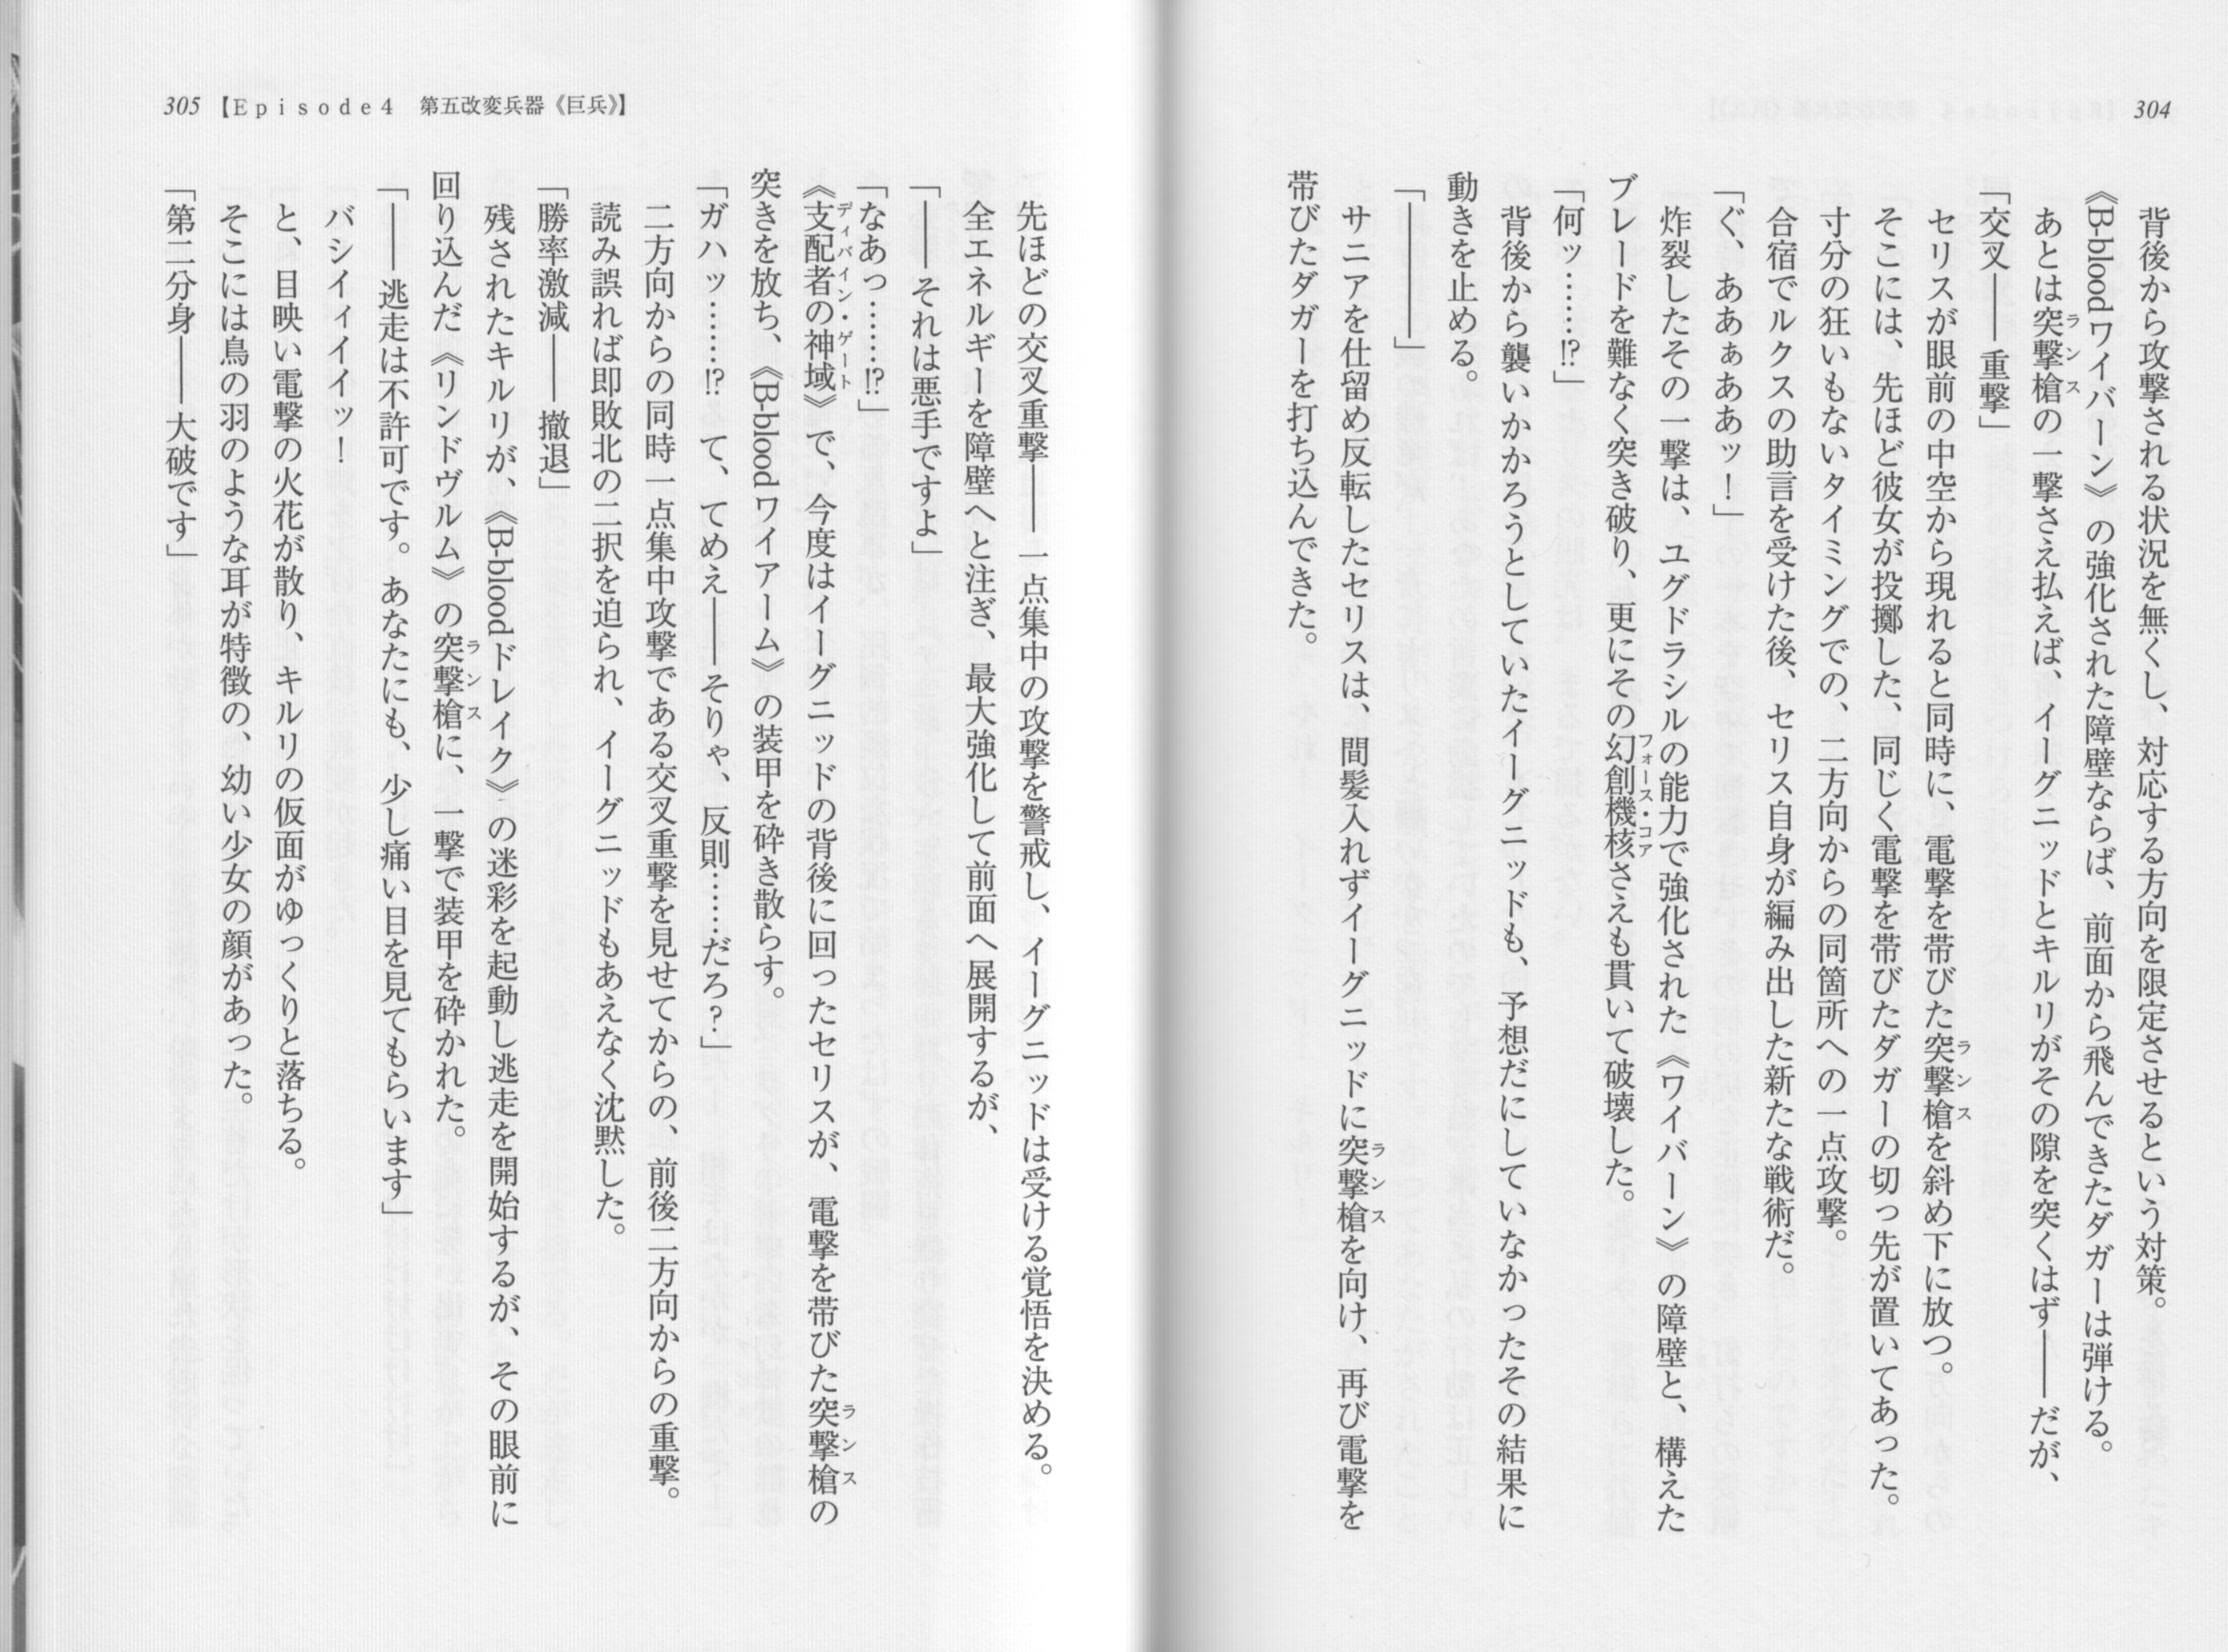 304
背後から攻撃される状況を無くし、対応する方向を限定させるという対策。
《B-bloodワイバーン》の強化された障壁ならば、前面から飛んできたダガーは弾ける。
あとは突撃槍の一撃さえ払えば、イーグニッドとキルリがその隙を突くはず――だが、
「交叉――重撃」
セリスが眼前の中空から現れると同時に、電撃を帯びた突撃槍を斜め下に放つ。
そこには、先ほど彼女が投擲した、同じく電撃を帯びたダガーの切っ先が置いてあった。
寸分の狂いもないタイミングでの、二方向からの同箇所への一点攻撃。
合宿でルクスの助言を受けた後、セリス自身が編み出した新たな戦術だ。
「ぐ、ああぁああッ！」
炸裂したその一撃は、ユグドラシルの能力で強化された《ワイバーン》の障壁と、構えた
ブレードを難なく突き破り、更にその幻創機核さえも貫いて破壊した。
「何ッ……!?」
背後から襲いかかろうとしていたイーグニッドも、予想だにしていなかったその結果に
動きを止める。
「――――」
サニアを仕留め反転したセリスは、間髪入れずイーグニッドに突撃槍を向け、再び電撃を
帯びたダガーを打ち込んできた。
305 【Episode4 第五改変兵器《巨兵》】
先ほどの交叉重撃――一点集中の攻撃を警戒し、イーグニッドは受ける覚悟を決める。
全エネルギーを障壁へと注ぎ、最大強化して前面へ展開するが、
「――それは悪手ですよ」
「なあっ……!?」
《支配者の神域》で、今度はイーグニッドの背後に回ったセリスが、電撃を帯びた突撃槍の
突きを放ち、《B-bloodワイアーム》の装甲を砕き散らす。
「ガハッ……!? て、てめえ――そりゃ、反則……だろ？」
二方向からの同時一点集中攻撃である交叉重撃を見せてからの、前後二方向からの重撃。
読み誤れば即敗北の二択を迫られ、イーグニッドもあえなく沈黙した。
「勝率激減――撤退」
残されたキルリが、《B-bloodドレイク》の迷彩を起動し逃走を開始するが、その眼前に
回り込んだ《リンドヴルム》の突撃槍に、一撃で装甲を砕かれた。
「――逃走は不許可です。あなたにも、少し痛い目を見てもらいます」
バシィィイイッ！
と、目映い電撃の火花が散り、キルリの仮面がゆっくりと落ちる。
そこには鳥の羽のような耳が特徴の、幼い少女の顔があった。
「第二分身――大破です」